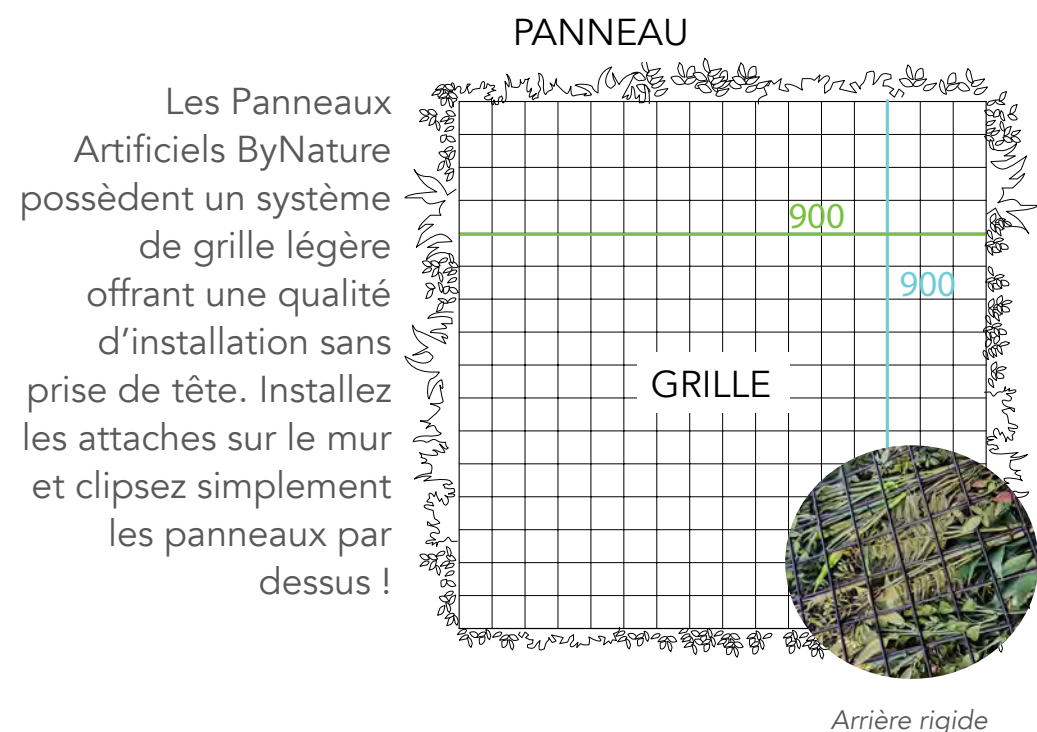 PANNEAU
Les Panneaux
Artificiels ByNature
possèdent un système
de grille légère
offrant une qualité
d’installation sans
prise de tête. Installez
les attaches sur le mur
et clipsez simplement
les panneaux par
dessus !
900
900
GRILLE
Arrière rigide